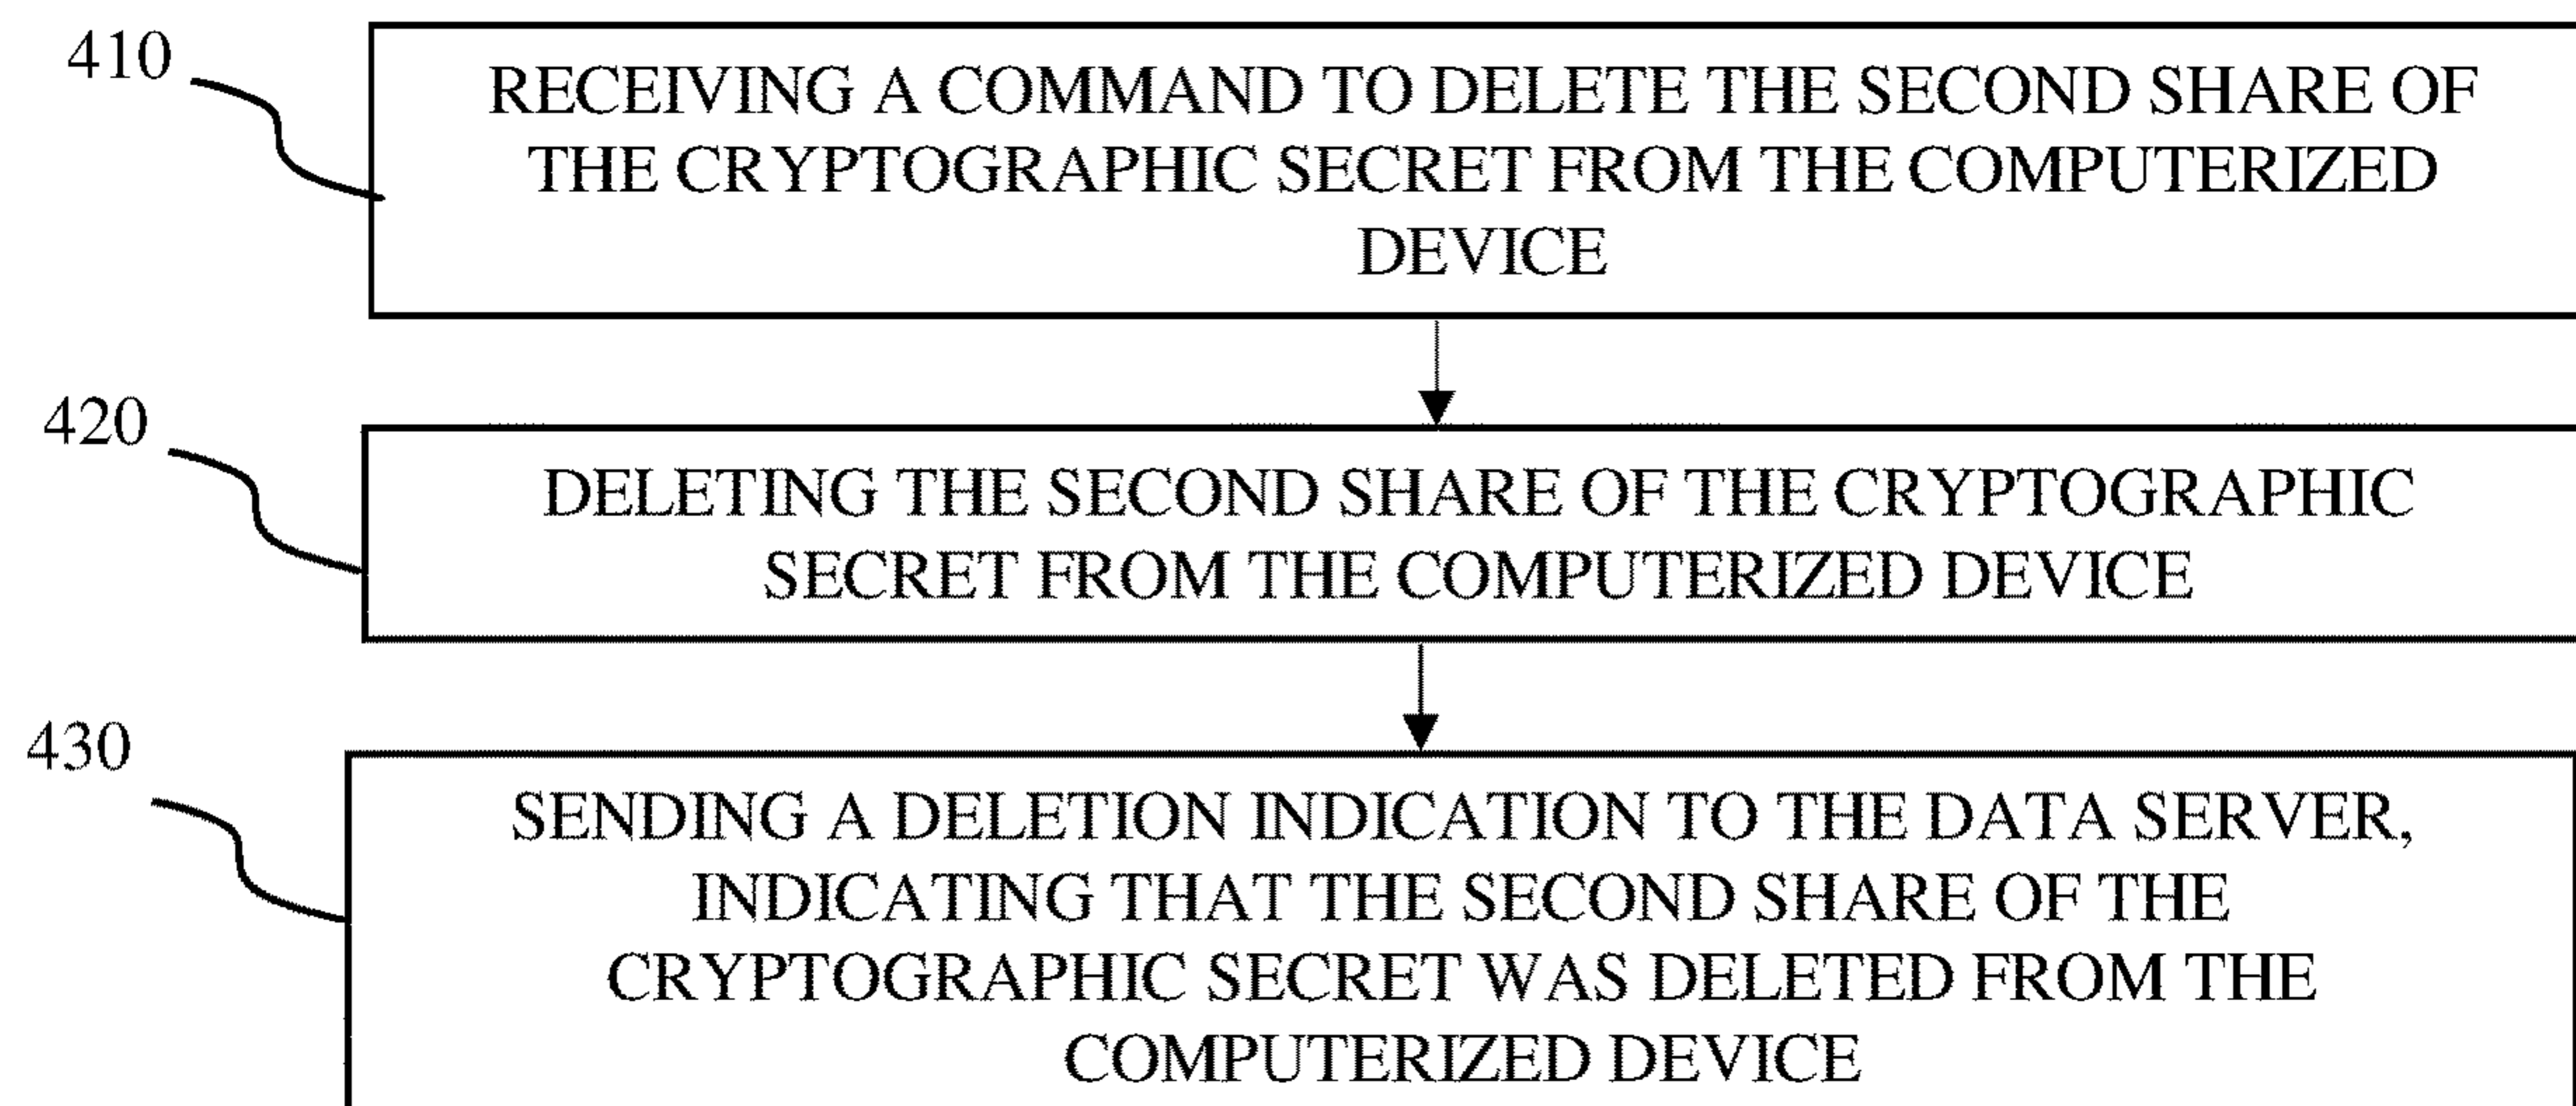 410
RECEIVING A COMMAND TO DELETE THE SECOND SHARE OF
THE CRYPTOGRAPHIC SECRET FROM THE COMPUTERIZED
DEVICE
420
DELETING THE SECOND SHARE OF THE CRYPTOGRAPHIC
SECRET FROM THE COMPUTERIZED DEVICE
430
SENDING A DELETION INDICATION TO THE DATA SERVER,
INDICATING THAT THE SECOND SHARE OF THE
CRYPTOGRAPHIC SECRET WAS DELETED FROM THE
COMPUTERIZED DEVICE